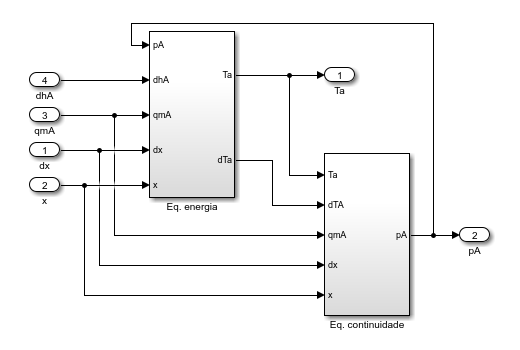 pA
4
dhA
dhA
Ta
1
Ta
3
qmA
qmA
1
dx
dx
dTa
2
x
x
Eq. energia
Ta
dTA
qmA
pA
2
pA
dx
x
Eq. continuidade